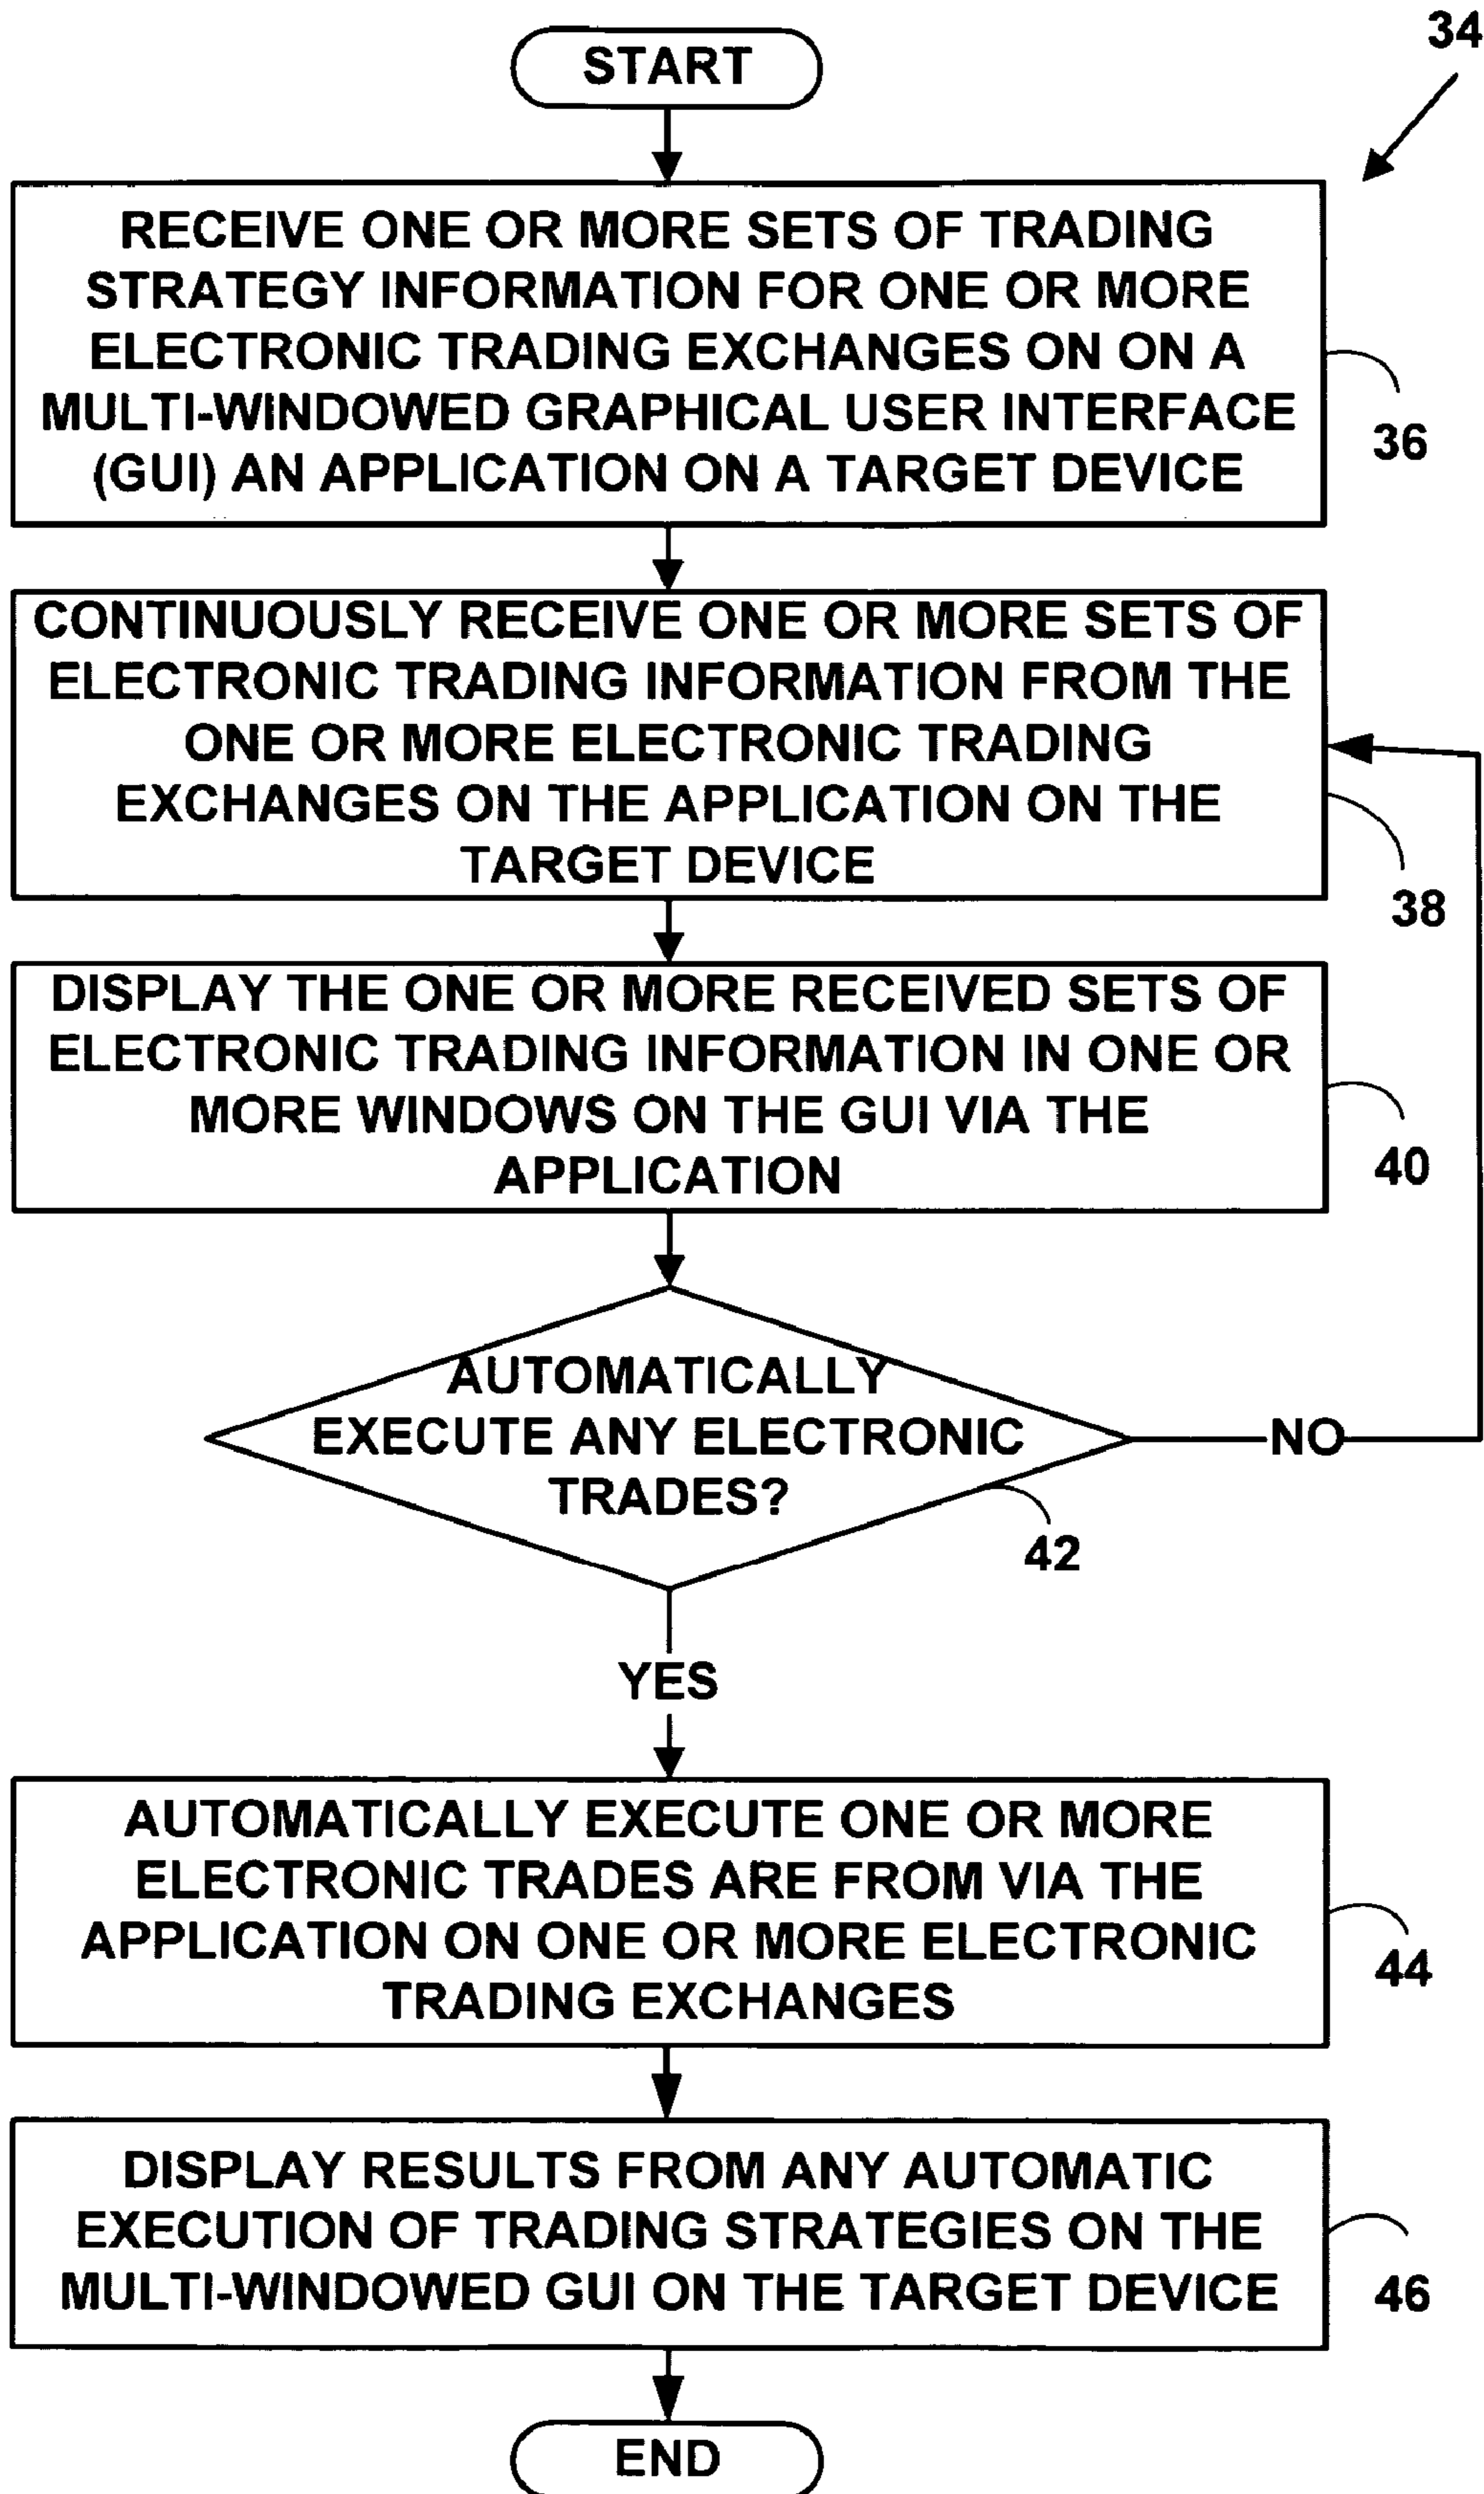 START
34
RECEIVE ONE OR MORE SETS OF TRADING
STRATEGY INFORMATION FOR ONE OR MORE
ELECTRONIC TRADING EXCHANGES ON ON A
MULTI-WINDOWED GRAPHICAL USER INTERFACE
(GUI) AN APPLICATION ON A TARGET DEVICE
36
CONTINUOUSLY RECEIVE ONE OR MORE SETS OF
ELECTRONIC TRADING INFORMATION FROM THE
ONE OR MORE ELECTRONIC TRADING
EXCHANGES ON THE APPLICATION ON THE
TARGET DEVICE
38
DISPLAY THE ONE OR MORE RECEIVED SETS OF
ELECTRONIC TRADING INFORMATION IN ONE OR
MORE WINDOWS ON THE GUI VIA THE
APPLICATION
40
AUTOMATICALLY
EXECUTE ANY ELECTRONIC
TRADES?
NO
42
YES
AUTOMATICALLY EXECUTE ONE OR MORE
ELECTRONIC TRADES ARE FROM VIA THE
APPLICATION ON ONE OR MORE ELECTRONIC
TRADING EXCHANGES
44
DISPLAY RESULTS FROM ANY AUTOMATIC
EXECUTION OF TRADING STRATEGIES ON THE
MULTI-WINDOWED GUI ON THE TARGET DEVICE
46
END